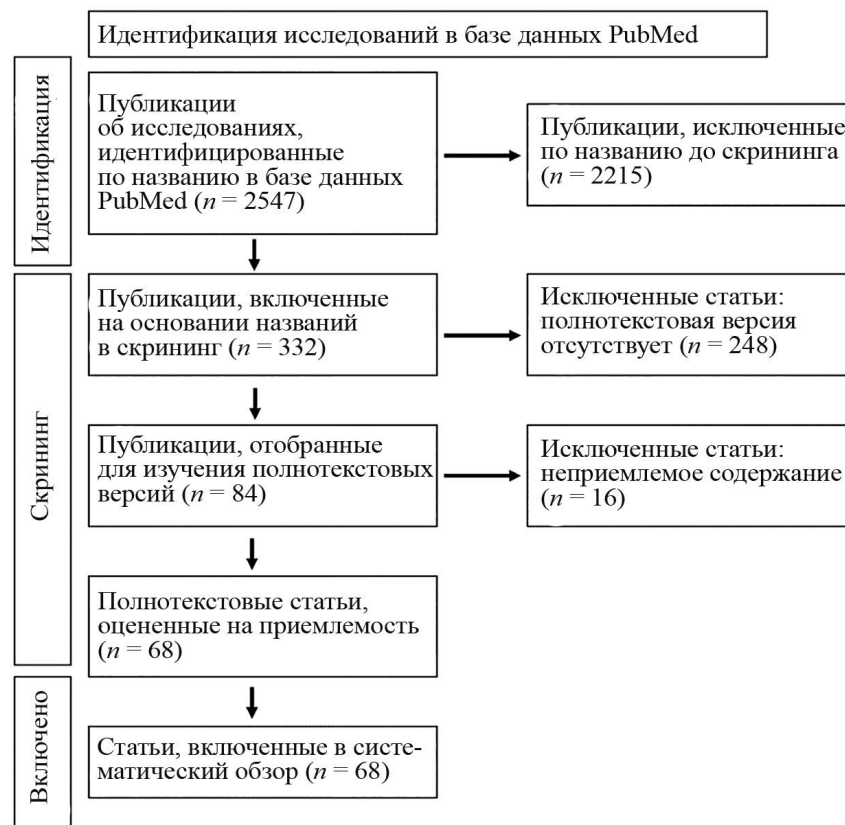 Идентификация исследований в базе данных PubMed
Идентификация
Публикации
об исследованиях,
идентифицированные
по названию в базе данных
PubMed (n = 2547)
Публикации, исключенные
по названию до скрининга
(n = 2215)
Скрининг
Публикации, включенные
на основании названий
в скрининг (n = 332)
Исключенные статьи:
полнотекстовая версия
отсутствует (n = 248)
Публикации, отобранные
для изучения полнотекстовых
версий (n = 84)
Исключенные статьи:
неприемлемое содержание
(n = 16)
Полнотекстовые статьи,
оцененные на приемлемость
(n = 68)
Включено
Статьи, включенные в систе-
матический обзор (n = 68)